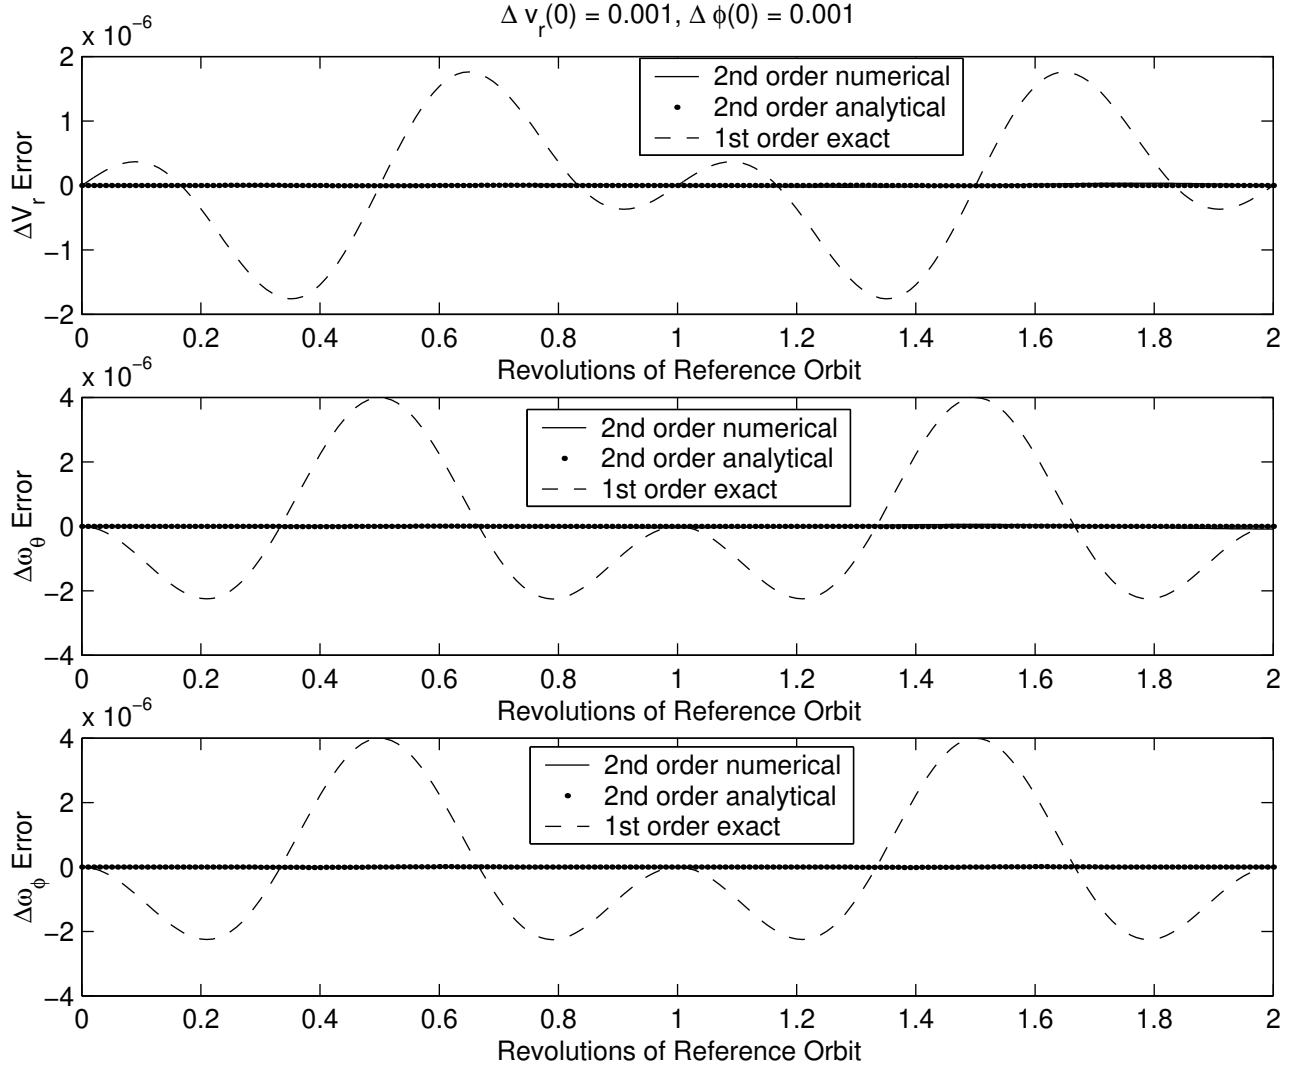 Δ v_r(0) = 0.001, Δ ϕ(0) = 0.001
x 10^-6
2
1
0
−1
−2
ΔV_r Error
2nd order numerical
2nd order analytical
1st order exact
0 0.2 0.4 0.6 0.8 1 1.2 1.4 1.6 1.8 2
Revolutions of Reference Orbit
x 10^-6
4
2
0
−2
−4
Δω_θ Error
2nd order numerical
2nd order analytical
1st order exact
0 0.2 0.4 0.6 0.8 1 1.2 1.4 1.6 1.8 2
Revolutions of Reference Orbit
x 10^-6
4
2
0
−2
−4
Δω_ϕ Error
2nd order numerical
2nd order analytical
1st order exact
0 0.2 0.4 0.6 0.8 1 1.2 1.4 1.6 1.8 2
Revolutions of Reference Orbit